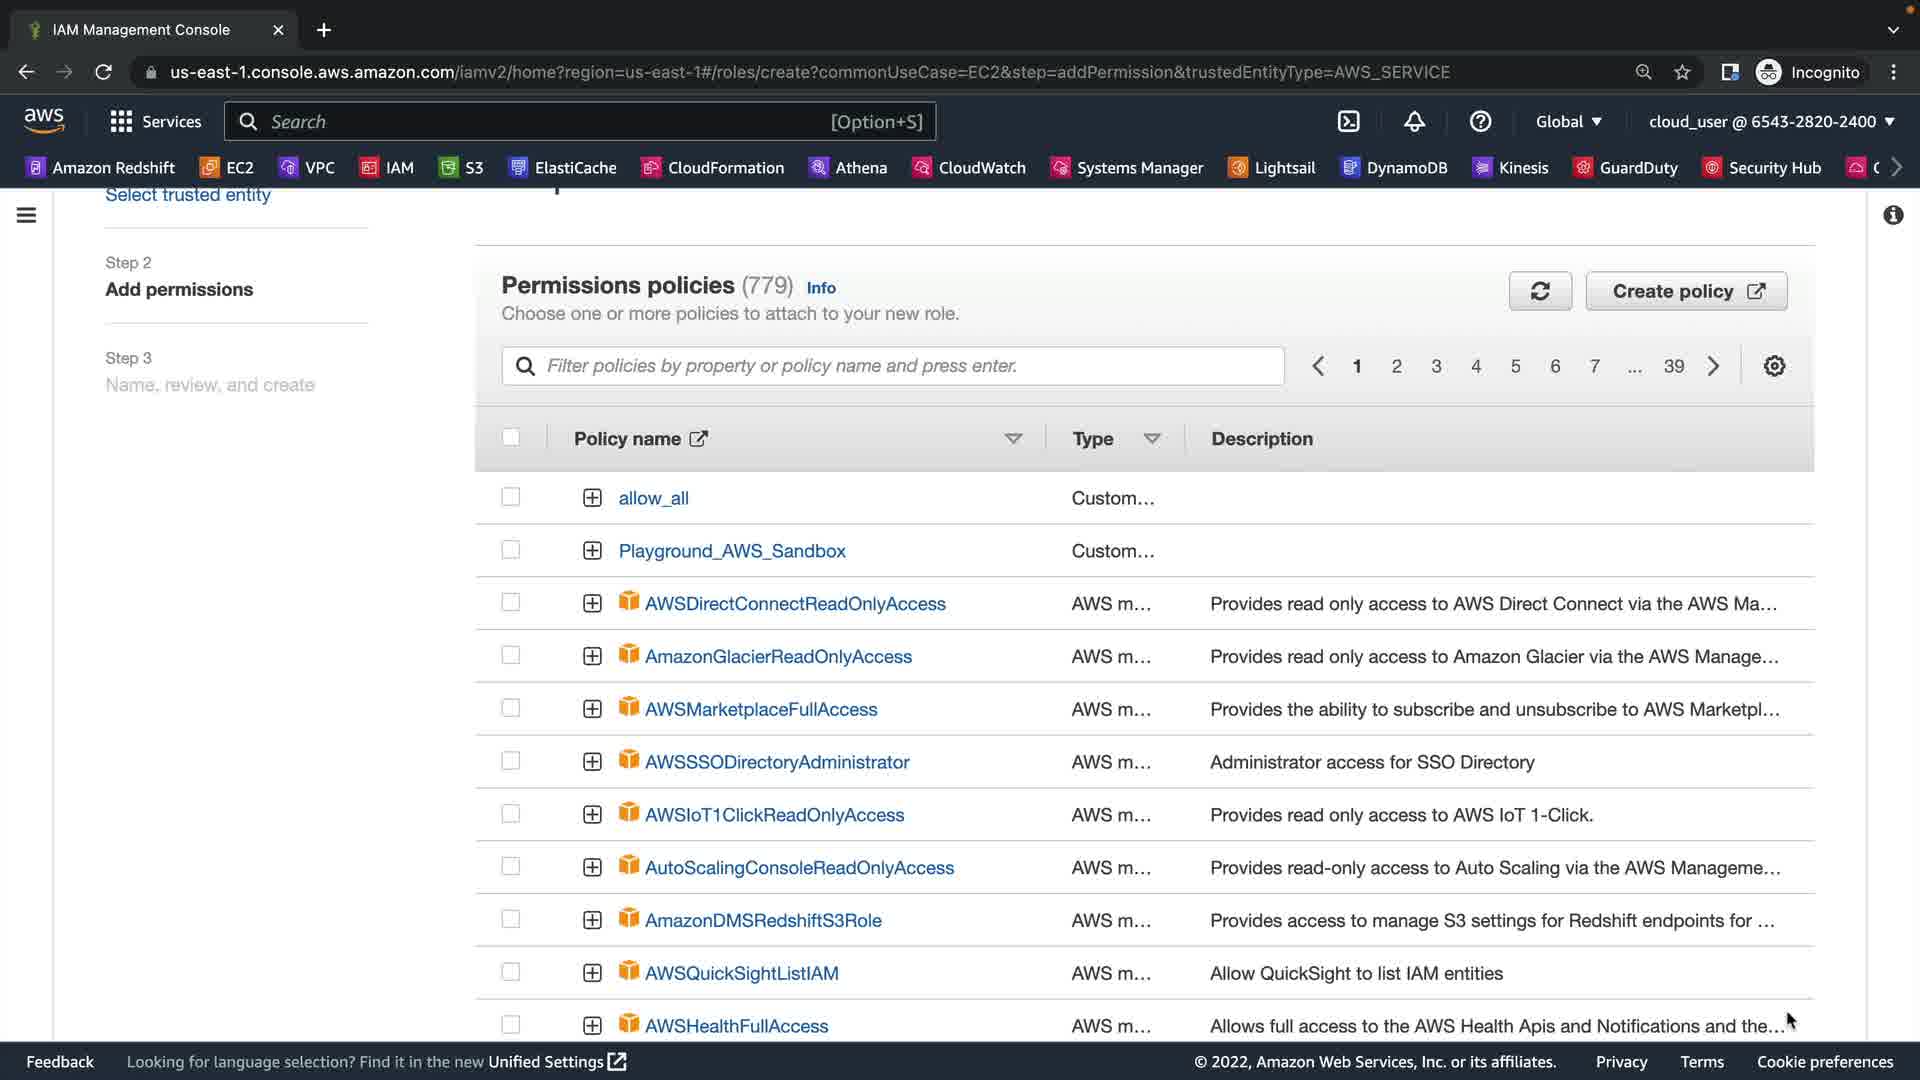 IAM Management Console
us-east-1.console.aws.amazon.com/iamv2/home?region=us-east-1#/roles/create?commonUseCase=EC2&step=addPermission&trustedEntityType=AWS_SERVICE
Incognito
aws
Services
Search
[Option+S]
Global
cloud_user @ 6543-2820-2400
Amazon Redshift
EC2
VPC
IAM
S3
ElastiCache
CloudFormation
Athena
CloudWatch
Systems Manager
Lightsail
DynamoDB
Kinesis
GuardDuty
Security Hub
Select trusted entity
Step 2
Add permissions
Step 3
Name, review, and create
Permissions policies (779) Info
Choose one or more policies to attach to your new role.
Create policy
Filter policies by property or policy name and press enter.
1 2 3 4 5 6 7 ... 39
Policy name Type Description
allow_all Custom...
Playground_AWS_Sandbox Custom...
AWSDirectConnectReadOnlyAccess AWS m... Provides read only access to AWS Direct Connect via the AWS Ma...
AmazonGlacierReadOnlyAccess AWS m... Provides read only access to Amazon Glacier via the AWS Manage...
AWSMarketplaceFullAccess AWS m... Provides the ability to subscribe and unsubscribe to AWS Marketpl...
AWSSSODirectoryAdministrator AWS m... Administrator access for SSO Directory
AWSIoT1ClickReadOnlyAccess AWS m... Provides read only access to AWS IoT 1-Click.
AutoScalingConsoleReadOnlyAccess AWS m... Provides read-only access to Auto Scaling via the AWS Manageme...
AmazonDMSRedshiftS3Role AWS m... Provides access to manage S3 settings for Redshift endpoints for ...
AWSQuickSightListIAM AWS m... Allow QuickSight to list IAM entities
AWSHealthFullAccess AWS m... Allows full access to the AWS Health Apis and Notifications and the...
Feedback
Looking for language selection? Find it in the new Unified Settings
© 2022, Amazon Web Services, Inc. or its affiliates.
Privacy
Terms
Cookie preferences